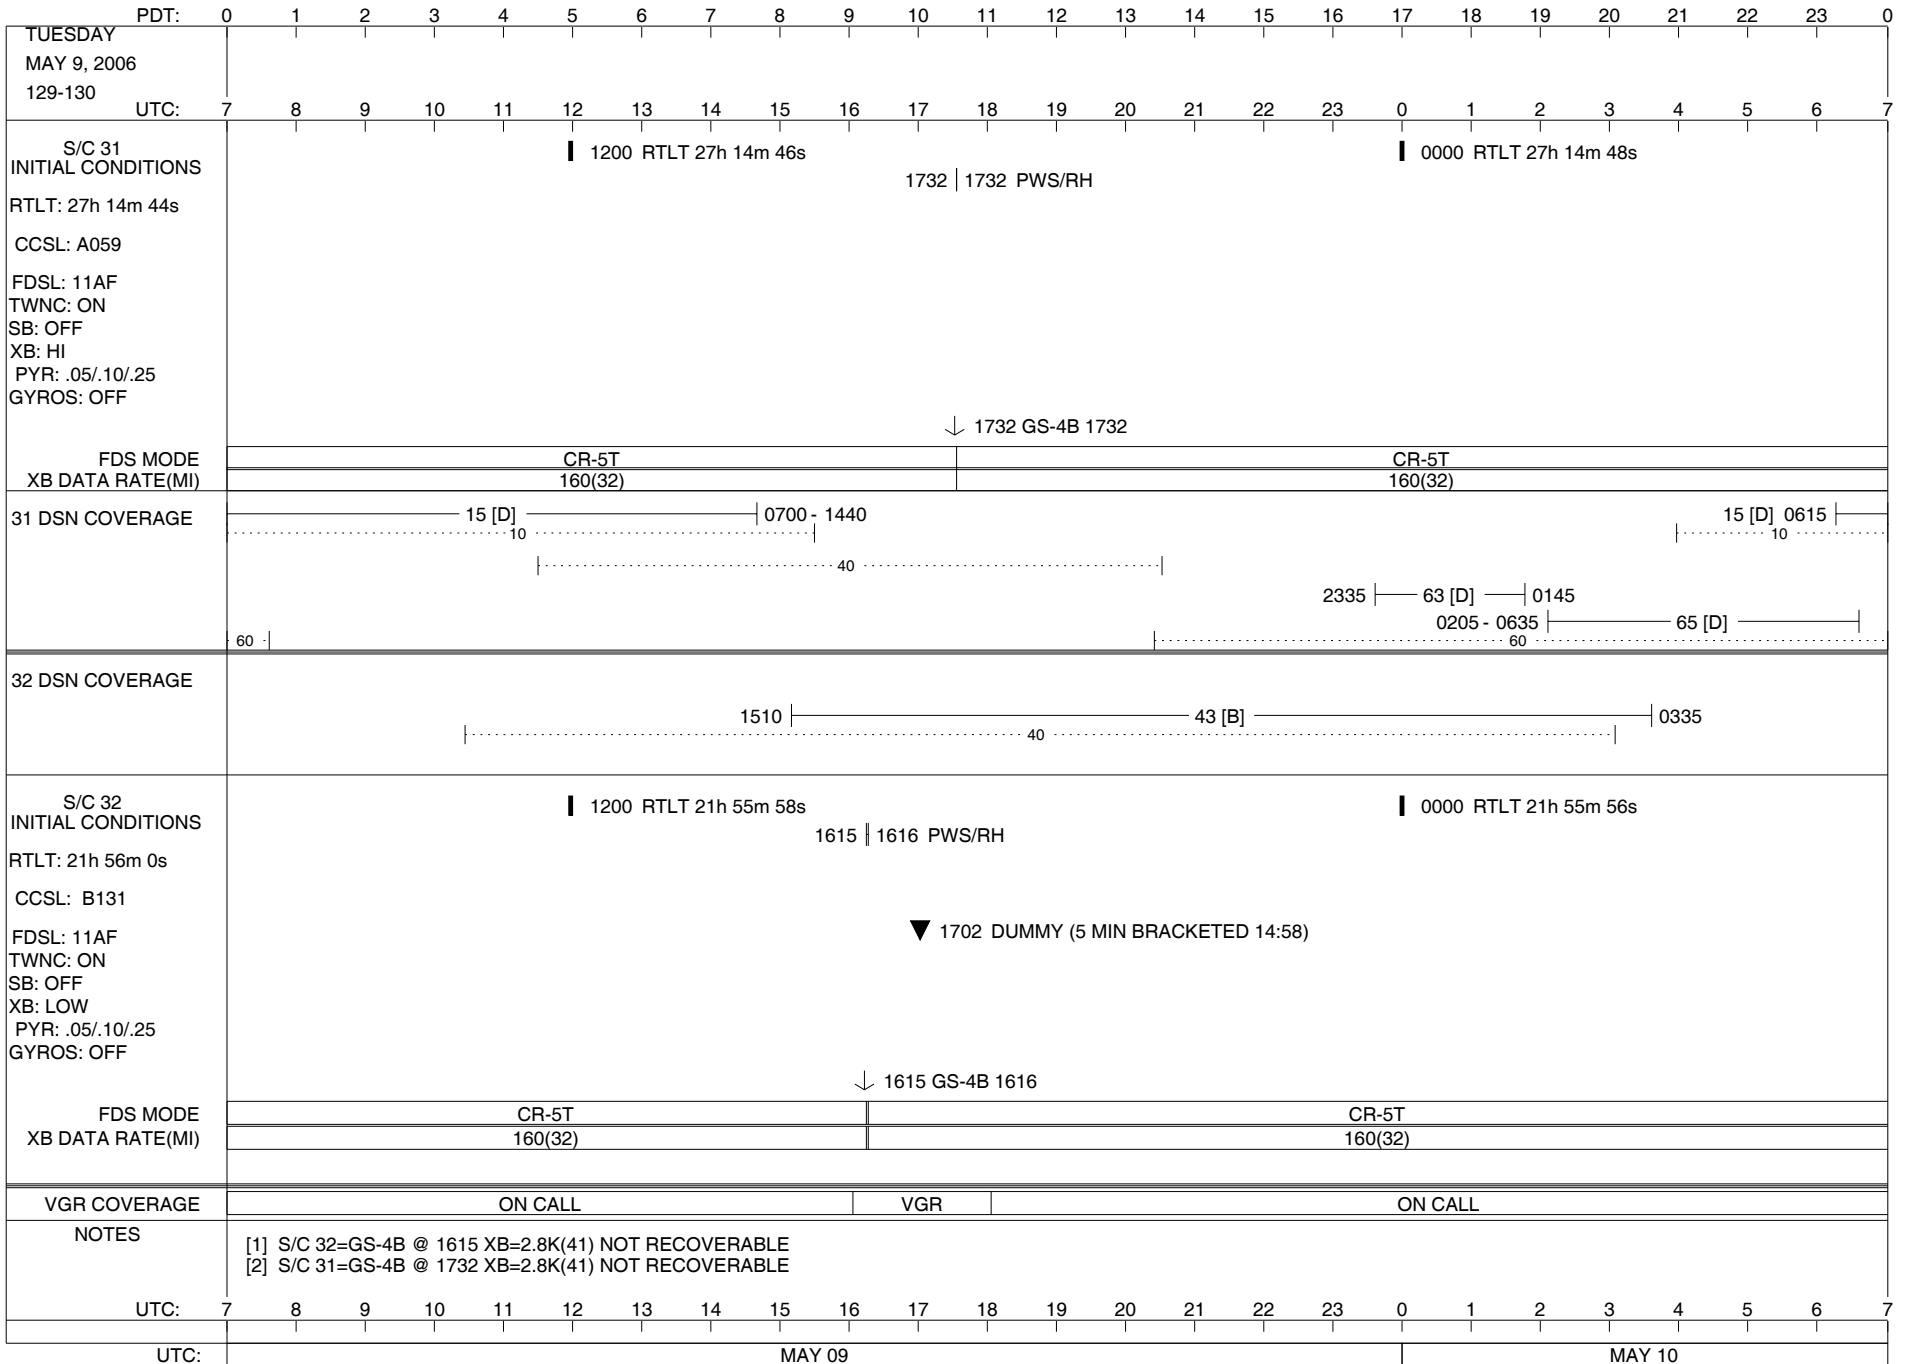 PDT: 0 1 2 3 4 5 6 7 8 9 10 11 12 13 14 15 16 17 18 19 20 21 22 23 0
TUESDAY
MAY 9, 2006
129-130
UTC: 7 8 9 10 11 12 13 14 15 16 17 18 19 20 21 22 23 0 1 2 3 4 5 6 7
S/C 31
INITIAL CONDITIONS
RTLT: 27h 14m 44s
CCSL: A059
FDSL: 11AF
TWNC: ON
SB: OFF
XB: HI
PYR: .05/.10/.25
GYROS: OFF
1200 RTLT 27h 14m 46s
0000 RTLT 27h 14m 48s
1732 1732 PWS/RH
1732 GS-4B 1732
FDS MODE CR-5T CR-5T
XB DATA RATE(MI) 160(32) 160(32)
31 DSN COVERAGE
15 [D] 0700 - 1440 15 [D] 0615
10 10
40
2335 63 [D] 0145
0205 - 0635 65 [D]
60 60
32 DSN COVERAGE
1510 43 [B] 0335
40
S/C 32
INITIAL CONDITIONS
RTLT: 21h 56m 0s
CCSL: B131
FDSL: 11AF
TWNC: ON
SB: OFF
XB: LOW
PYR: .05/.10/.25
GYROS: OFF
1200 RTLT 21h 55m 58s
0000 RTLT 21h 55m 56s
1615 1616 PWS/RH
1702 DUMMY (5 MIN BRACKETED 14:58)
1615 GS-4B 1616
FDS MODE CR-5T CR-5T
XB DATA RATE(MI) 160(32) 160(32)
VGR COVERAGE ON CALL VGR ON CALL
NOTES
[1] S/C 32=GS-4B @ 1615 XB=2.8K(41) NOT RECOVERABLE
[2] S/C 31=GS-4B @ 1732 XB=2.8K(41) NOT RECOVERABLE
UTC: 7 8 9 10 11 12 13 14 15 16 17 18 19 20 21 22 23 0 1 2 3 4 5 6 7
UTC: MAY 09 MAY 10